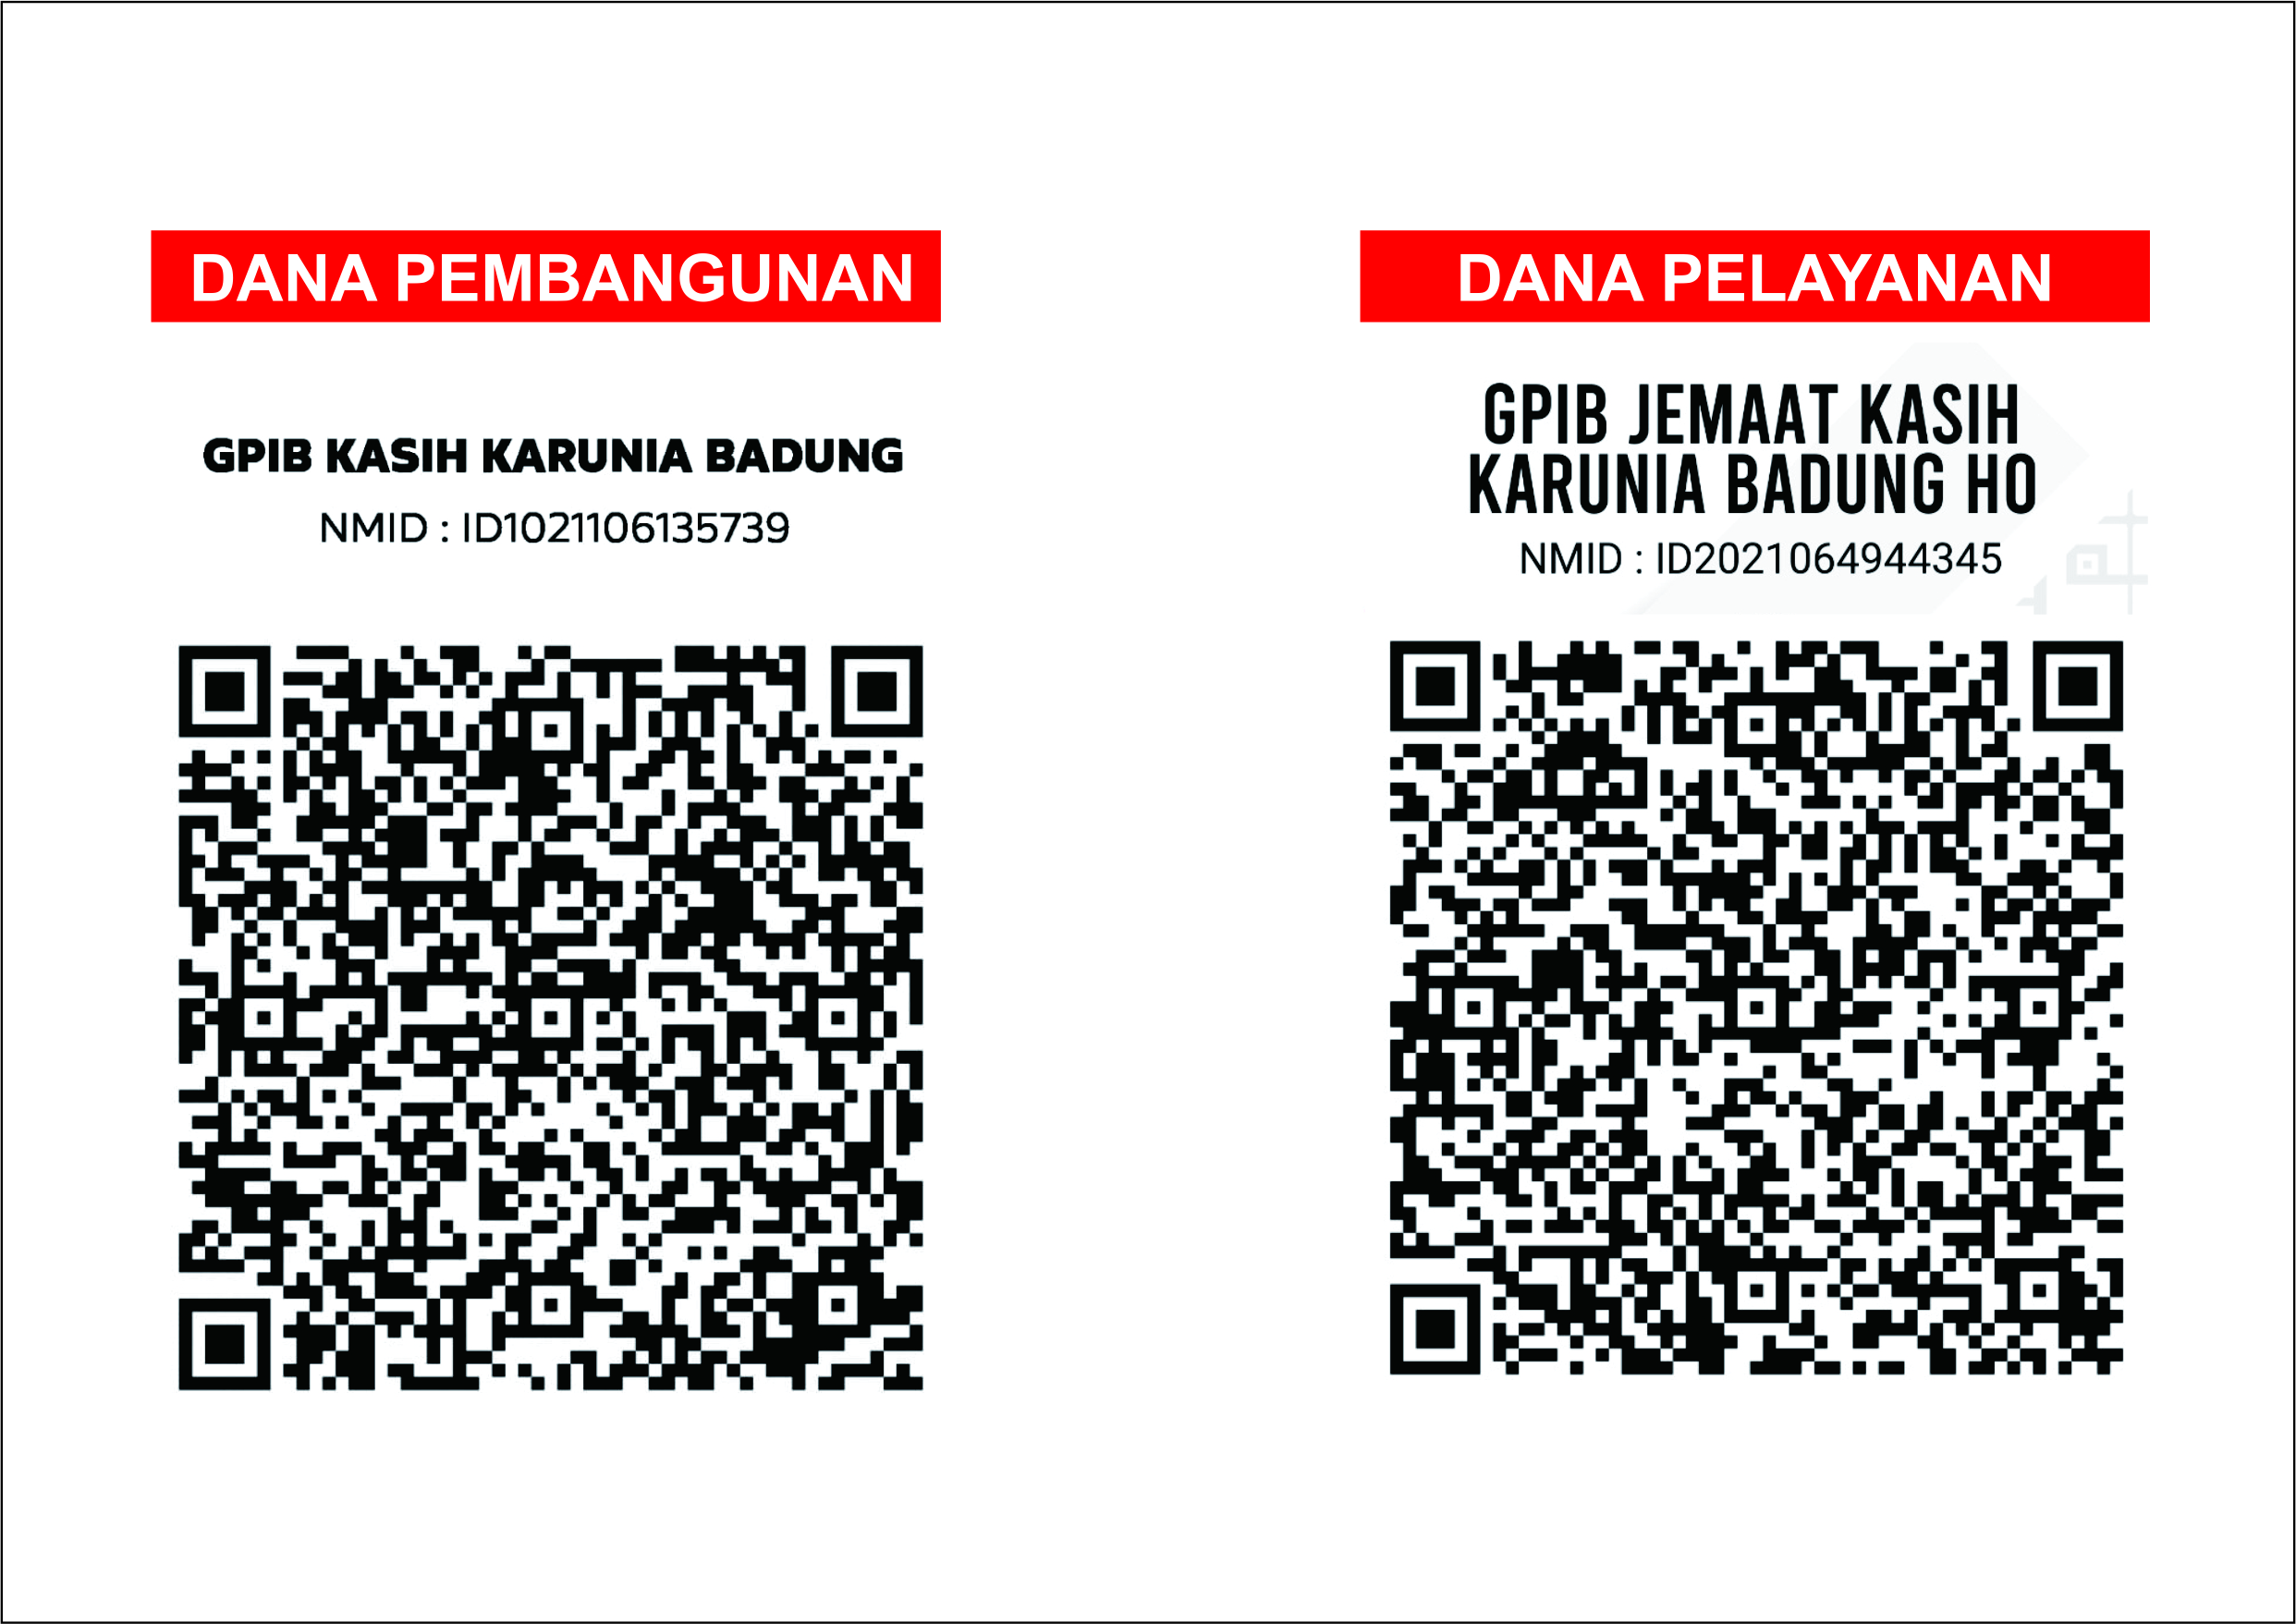 DANA PEMBANGUNAN
GPIB KASIH KARUNIA BADUNG
NMID : ID1021106135739
DANA PELAYANAN
GPIB JEMAAT KASIH
KARUNIA BADUNG HO
NMID : ID2021064944345